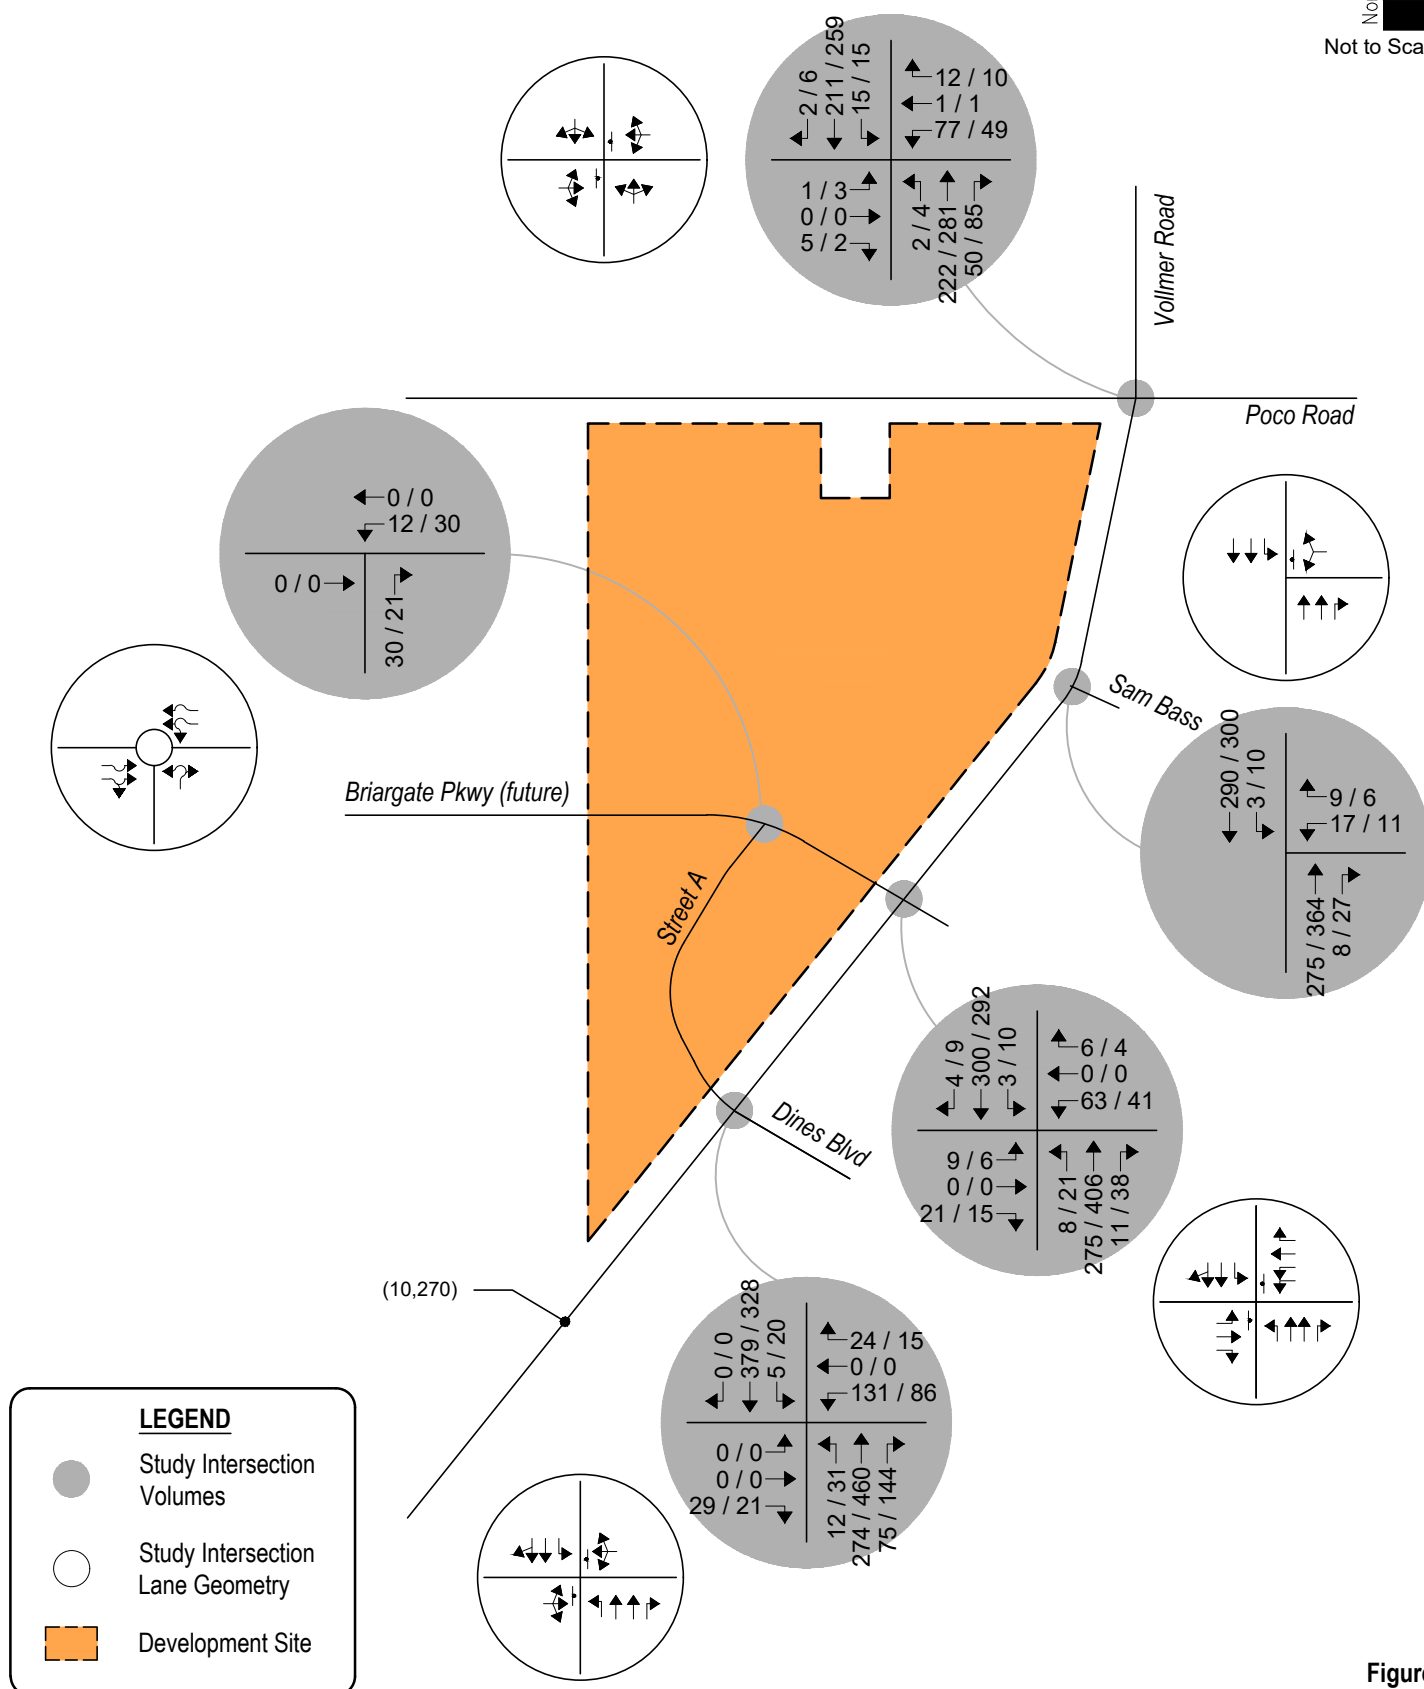 Not to Sca
2 / 6
211 / 259
15 / 15
12 / 10
1 / 1
77 / 49
1 / 3
0 / 0
5 / 2
2 / 4
222 / 281
50 / 85
Vollmer Road
Poco Road
0 / 0
12 / 30
0 / 0
30 / 21
Sam Bass
290 / 300
3 / 10
9 / 6
17 / 11
275 / 364
8 / 27
Briargate Pkwy (future)
Street A
4 / 9
300 / 292
3 / 10
6 / 4
0 / 0
63 / 41
9 / 6
0 / 0
21 / 15
8 / 21
275 / 406
11 / 38
Dines Blvd
(10,270)
0 / 0
379 / 328
5 / 20
24 / 15
0 / 0
131 / 86
0 / 0
0 / 0
29 / 21
12 / 31
274 / 460
75 / 144
LEGEND
Study Intersection
Volumes
Study Intersection
Lane Geometry
Development Site
Figure